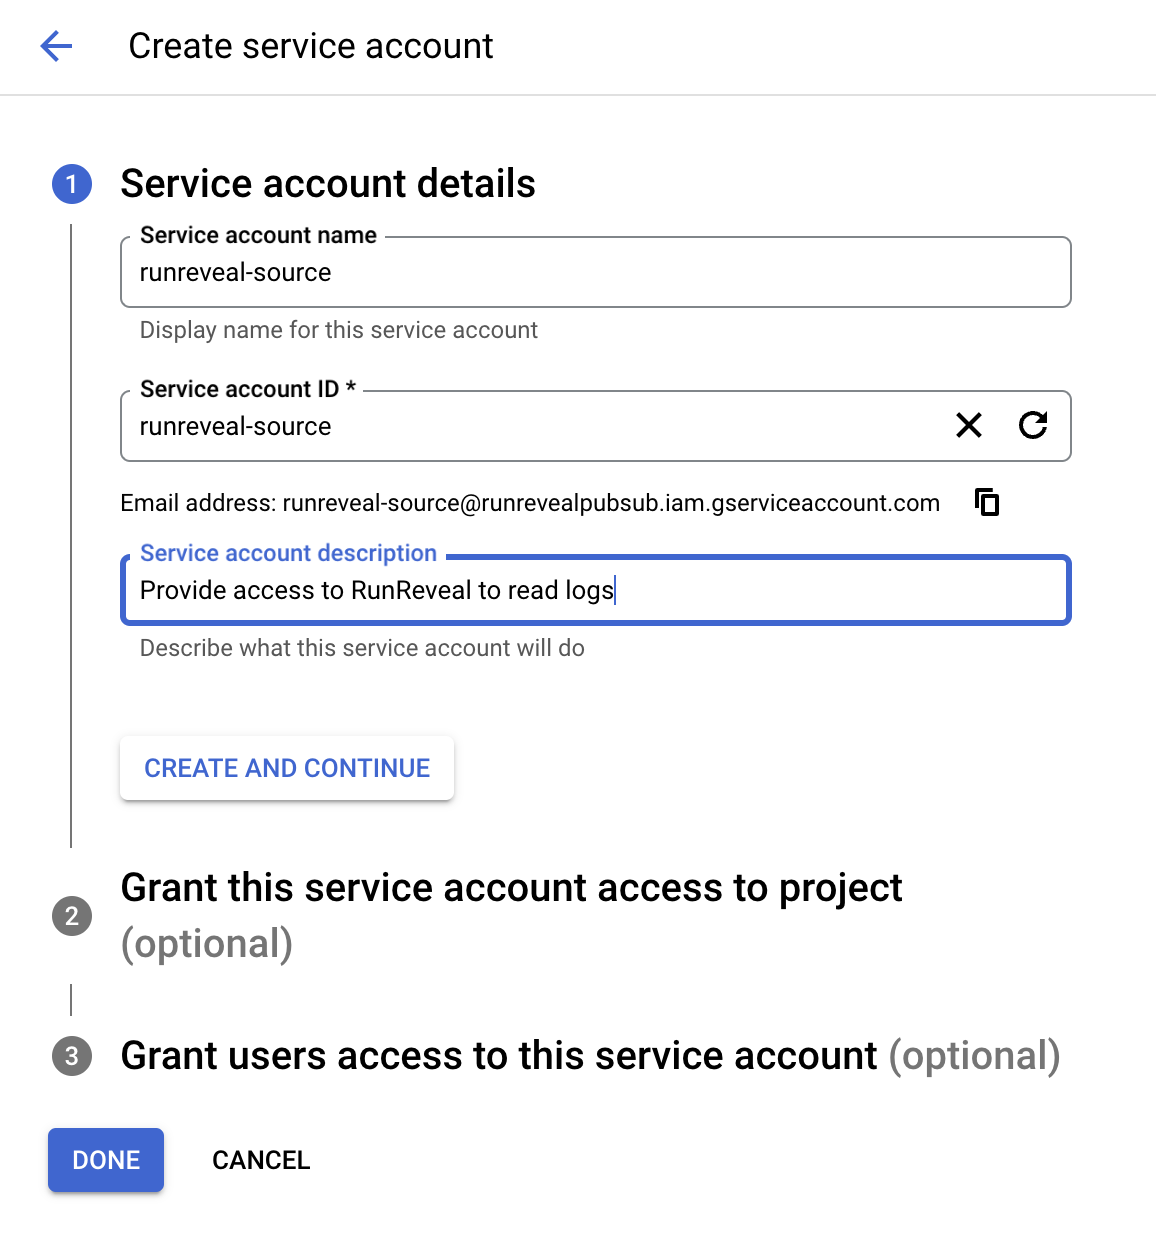 Create service account
1 Service account details
Service account name
runreveal-source
Display name for this service account
Service account ID *
runreveal-source
Email address: runreveal-source@runrevealpubsub.iam.gserviceaccount.com
Service account description
Provide access to RunReveal to read logs
Describe what this service account will do
CREATE AND CONTINUE
2 Grant this service account access to project
(optional)
3 Grant users access to this service account (optional)
DONE CANCEL